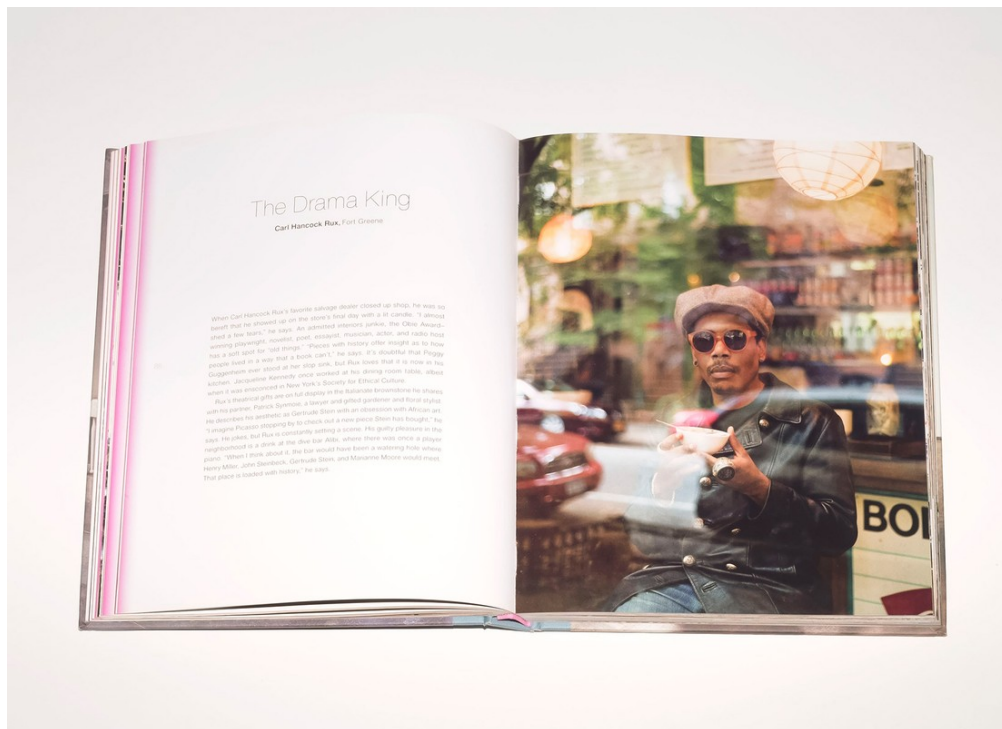 The Drama King
Carl Hancock Rux, Fort Greene
When Carl Hancock Rux's favorite salvage dealer closed up shop, he was so
bereft that he showed up on the store's final day with a lit candle. "I almost
shed a few tears," he says. An admitted interiors junkie, the Obie Award–
winning playwright, novelist, poet, essayist, musician, actor, and radio host
has a soft spot for "old things." "Pieces with history offer insight as to how
people lived in a way that a book can't," he says. It's doubtful that Peggy
Guggenheim ever stood at her slop sink, but Rux loves that it is now in his
kitchen. Jacqueline Kennedy once worked at his dining room table, albeit
when it was ensconced in New York's Society for Ethical Culture.
Rux's theatrical gifts are on full display in the Italianate brownstone he shares
with his partner, Patrick Synmoie, a lawyer and gifted gardener and floral stylist.
He describes his aesthetic as Gertrude Stein with an obsession with African art.
"I imagine Picasso stopping by to check out a new piece Stein has bought," he
says. He jokes, but Rux is constantly setting a scene. His guilty pleasure in the
neighborhood is a drink at the dive bar Alibi, where there was once a player
piano. "When I think about it, the bar would have been a watering hole where
Henry Miller, John Steinbeck, Gertrude Stein, and Marianne Moore would meet.
That place is loaded with history," he says.
BO